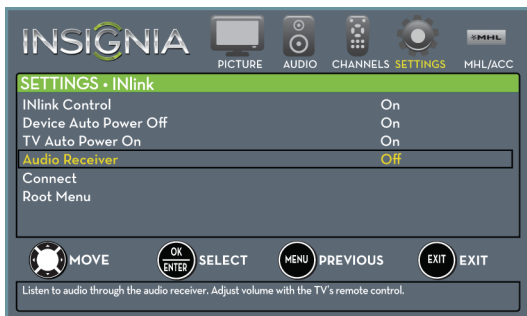 INSIGNIA
PICTURE AUDIO CHANNELS SETTINGS MHL MHL/ACC
SETTINGS • INlink
INlink Control On
Device Auto Power Off On
TV Auto Power On On
Audio Receiver Off
Connect
Root Menu
MOVE OK ENTER SELECT MENU PREVIOUS EXIT EXIT
Listen to audio through the audio receiver. Adjust volume with the TV's remote control.